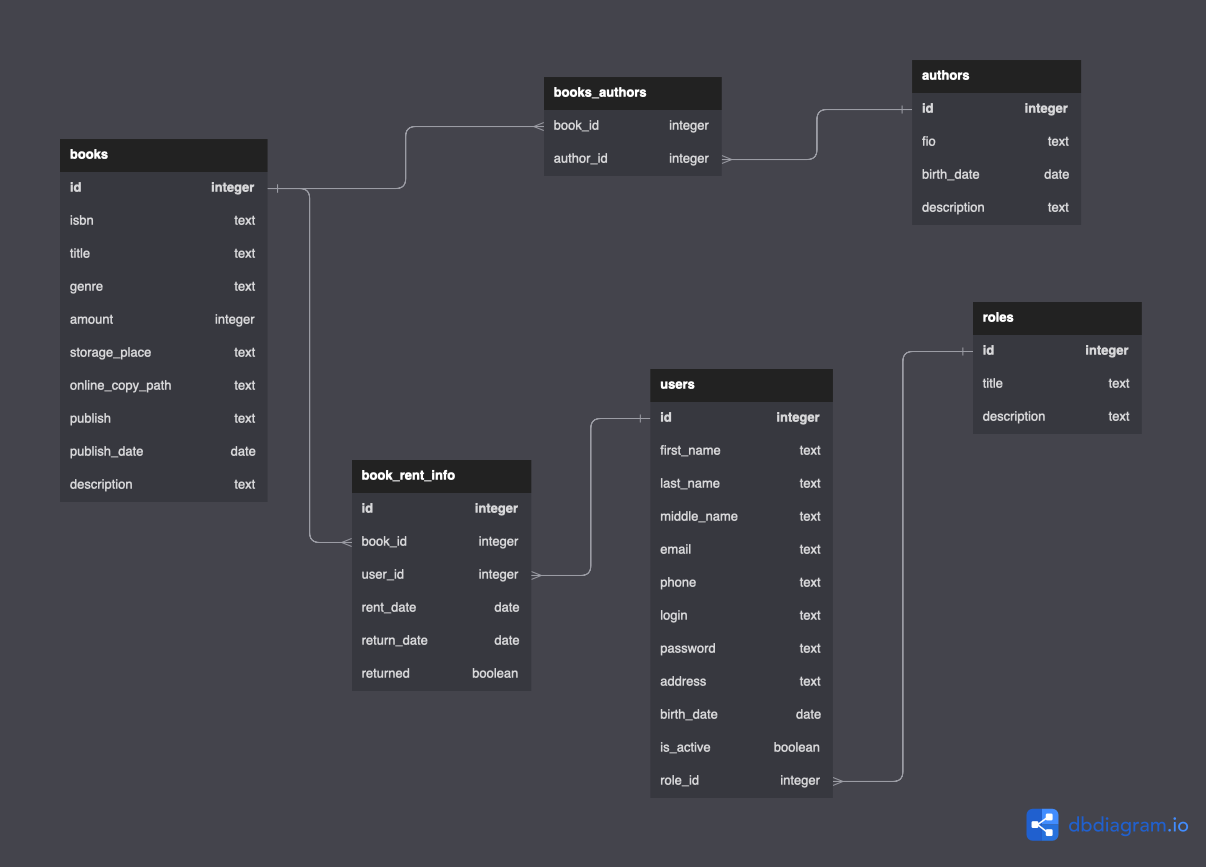 books
id integer
isbn text
title text
genre text
amount integer
storage_place text
online_copy_path text
publish text
publish_date date
description text
books_authors
book_id integer
author_id integer
authors
id integer
fio text
birth_date date
description text
book_rent_info
id integer
book_id integer
user_id integer
rent_date date
return_date date
returned boolean
users
id integer
first_name text
last_name text
middle_name text
email text
phone text
login text
password text
address text
birth_date date
is_active boolean
role_id integer
roles
id integer
title text
description text
dbdiagram.io